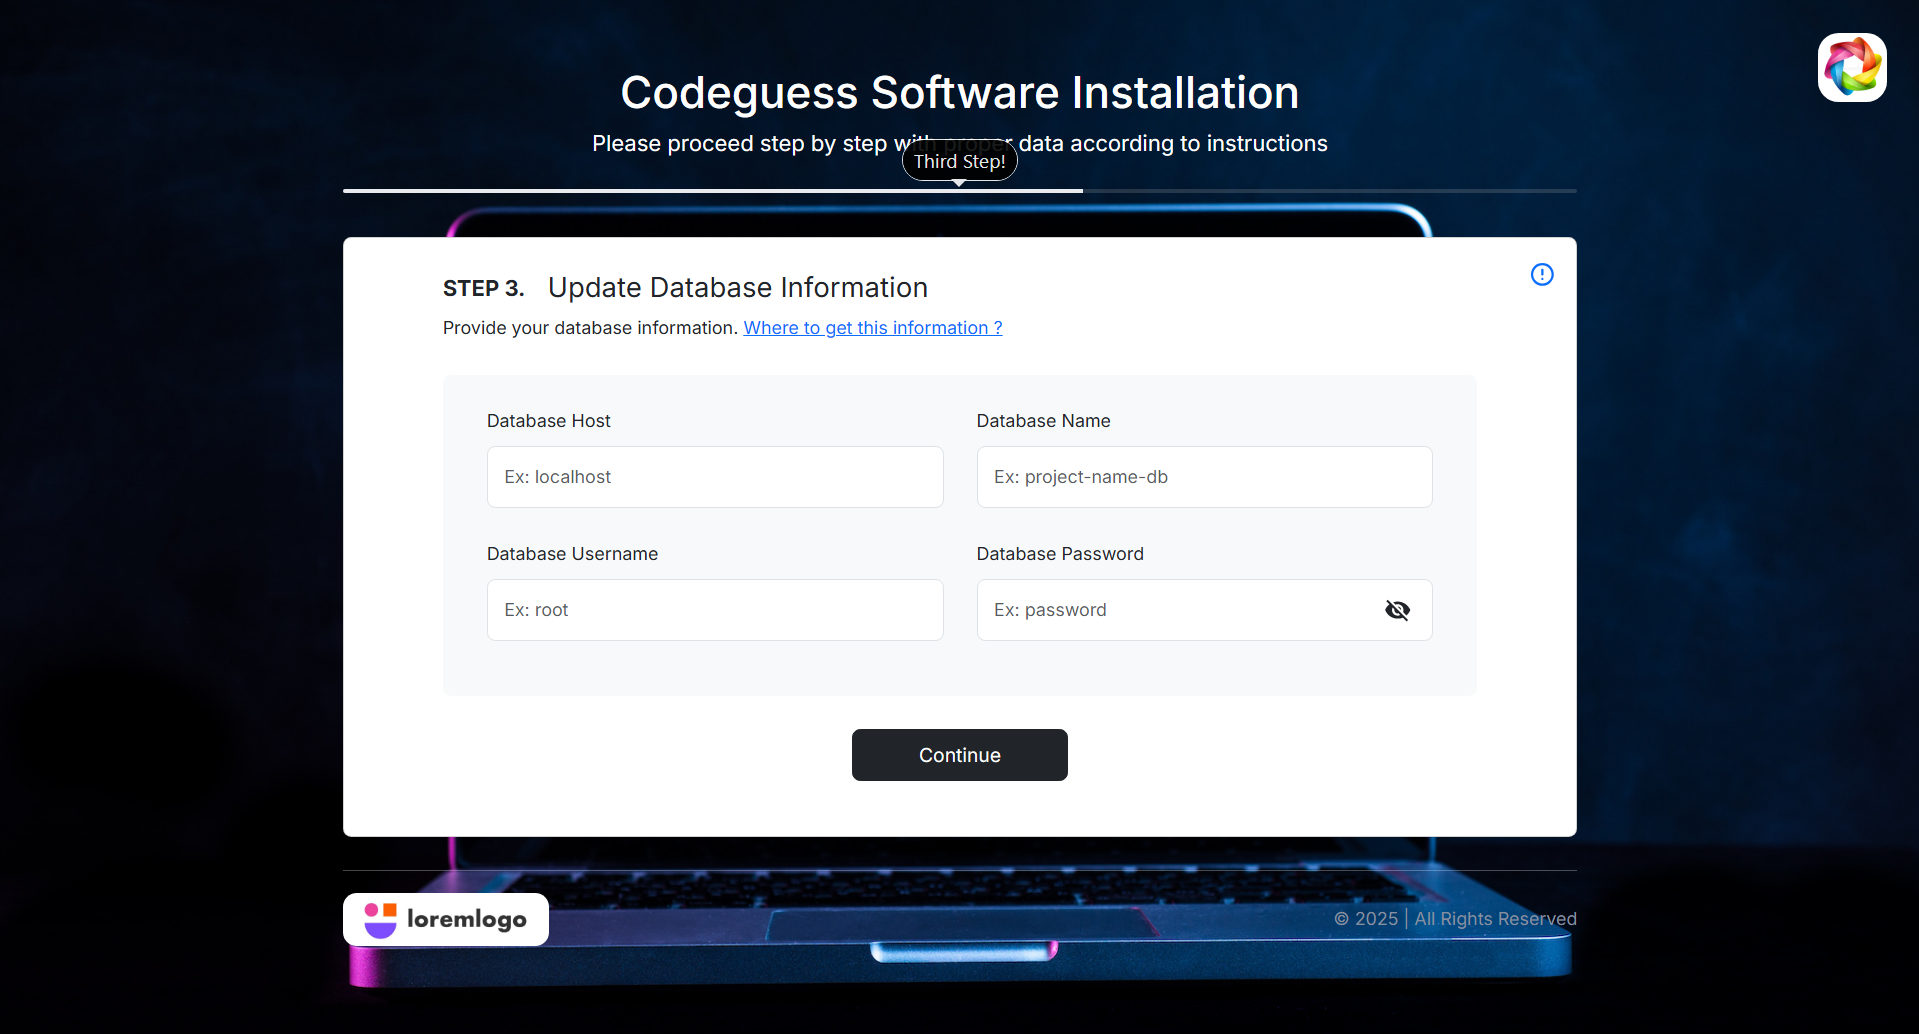 Codeguess Software Installation
Please proceed step by step with proper data according to instructions
Third Step!
STEP 3. Update Database Information
Provide your database information. Where to get this information ?
Database Host
Database Name
Ex: localhost
Ex: project-name-db
Database Username
Database Password
Ex: root
Ex: password
Continue
loremlogo
© 2025 | All Rights Reserved